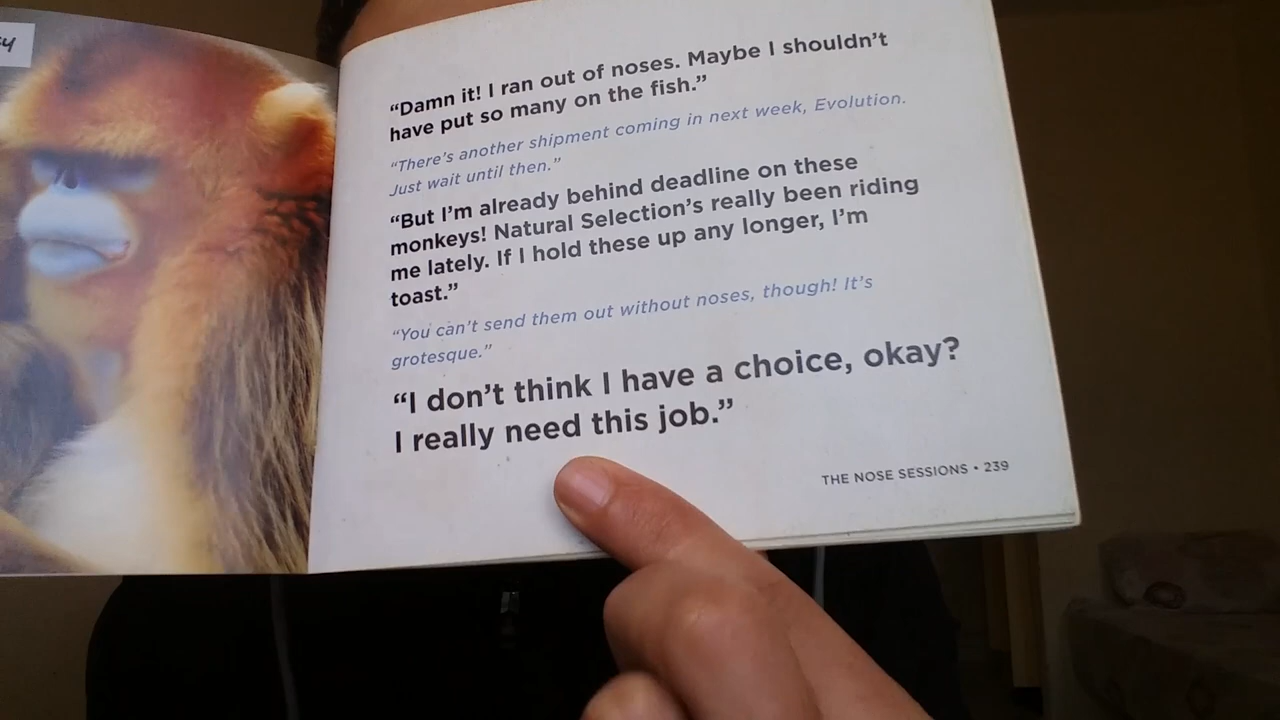 “Damn it! I ran out of noses. Maybe I shouldn’t
have put so many on the fish.”
“There’s another shipment coming in next week, Evolution.
Just wait until then.”
“But I’m already behind deadline on these
monkeys! Natural Selection’s really been riding
me lately. If I hold these up any longer, I’m
toast.”
“You can’t send them out without noses, though! It’s
grotesque.”
“I don’t think I have a choice, okay?
I really need this job.”
THE NOSE SESSIONS • 239